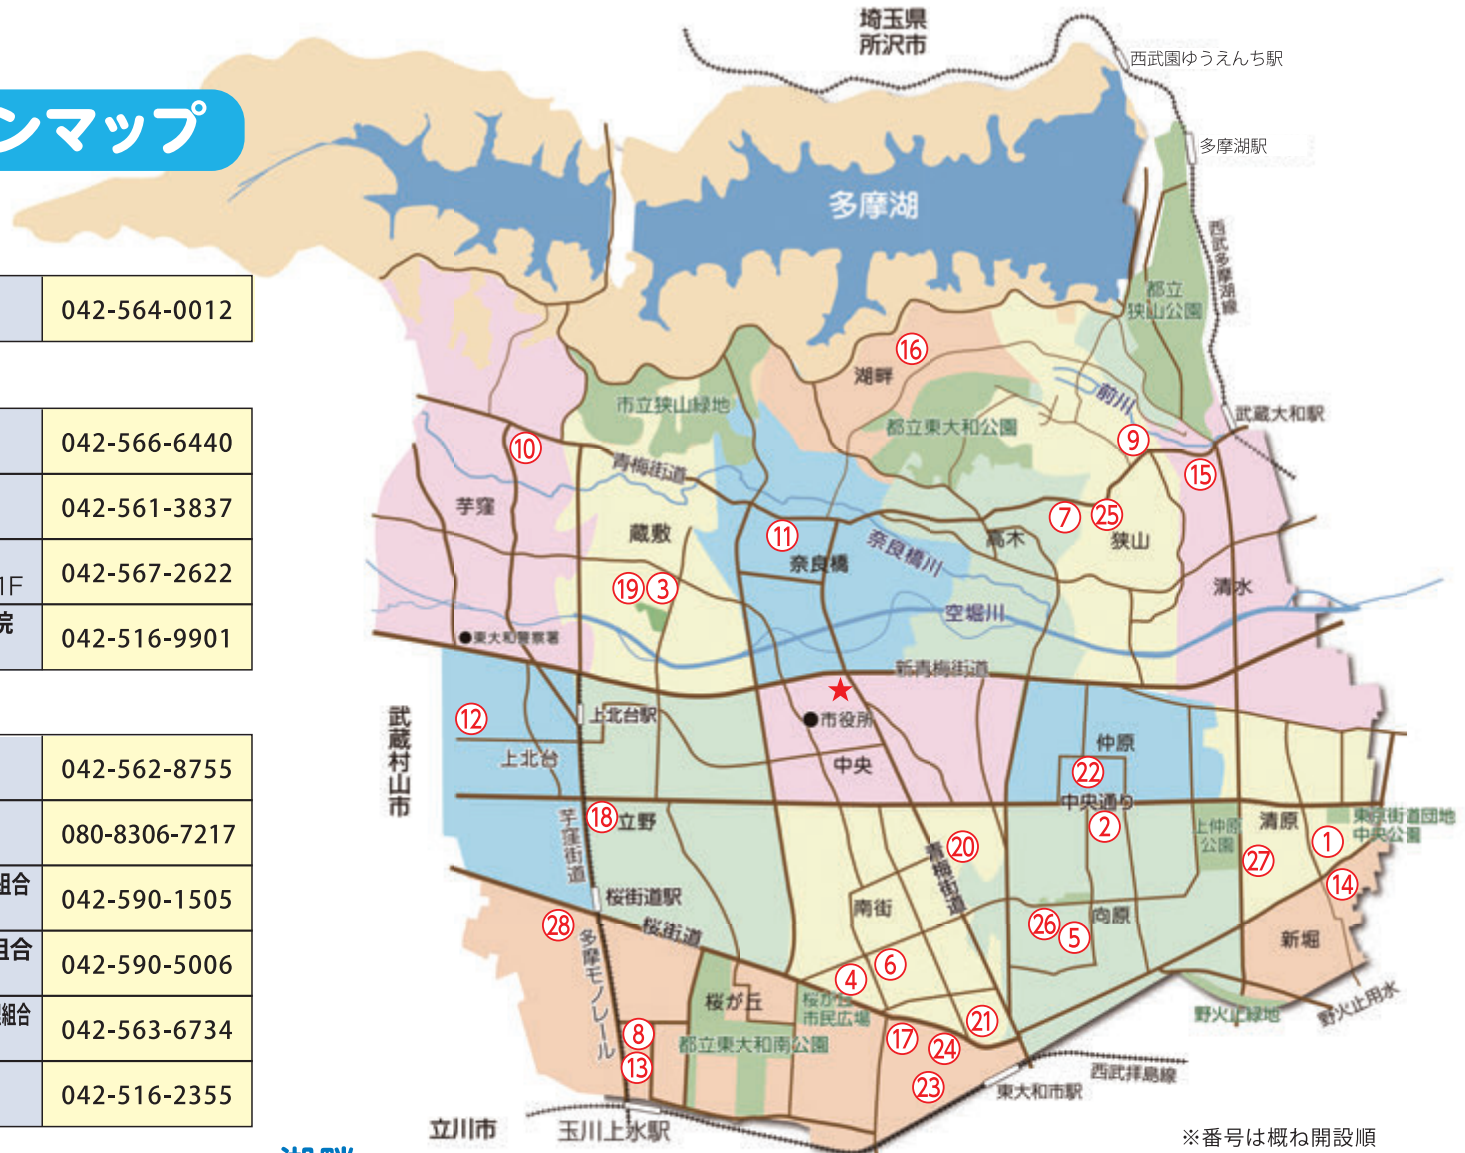 ンマップ
042-564-0012
042-566-6440
042-561-3837
1F
042-567-2622
院
042-516-9901
042-562-8755
080-8306-7217
組合
042-590-1505
組合
042-590-5006
組合
042-563-6734
042-516-2355
埼玉県
所沢市
西武園ゆうえんち駅
多摩湖駅
多摩湖
西武多摩湖線
都立
狭山公園
⑯
湖畔
市立狭山緑地
都立東大和公園
前川
武蔵大和駅
⑨
⑩
青梅街道
⑮
芋窪
蔵敷
⑪
奈良橋
奈良橋川
高木
⑦
㉕
狭山
⑲
③
清水
空堀川
●東大和警察署
新青梅街道
★
武蔵村山市
⑫
上北台駅
●市役所
仲原
上北台
中央
㉒
中央通り
芋窪街道
⑱
立野
②
⑳
青梅街道
上仲原
公園
清原
①
東京街道団地
中央公園
㉗
⑭
桜街道駅
南街
㉖
⑤
向原
㉘
桜街道
新堀
多摩モノレール
④
⑥
桜が丘
桜が丘
市民広場
野火止緑地
野火止用水
⑧
都立東大和南公園
⑰
㉔
㉑
⑬
㉓
西武拝島線
東大和市駅
立川市
玉川上水駅
※番号は概ね開設順